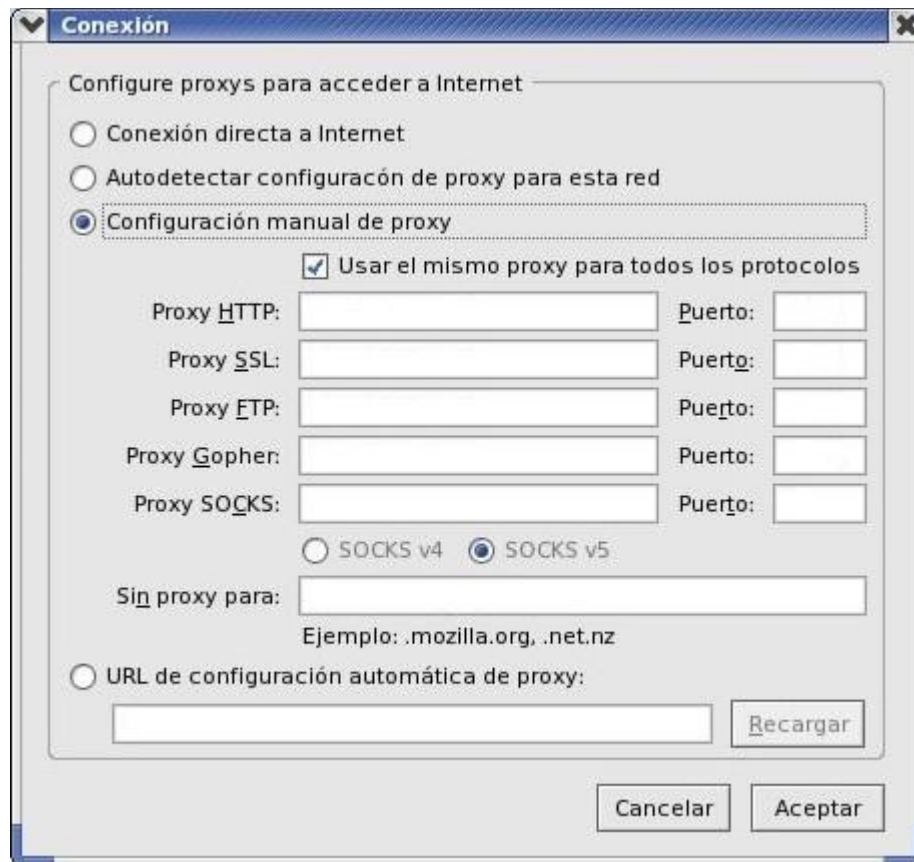 Conexión
Configure proxys para acceder a Internet
Conexión directa a Internet
Autodetectar configuracón de proxy para esta red
Configuración manual de proxy
Usar el mismo proxy para todos los protocolos
Proxy HTTP: Puerto:
Proxy SSL: Puerto:
Proxy FTP: Puerto:
Proxy Gopher: Puerto:
Proxy SOCKS: Puerto:
SOCKS v4 SOCKS v5
Sin proxy para:
Ejemplo: .mozilla.org, .net.nz
URL de configuración automática de proxy:
Recargar
Cancelar Aceptar